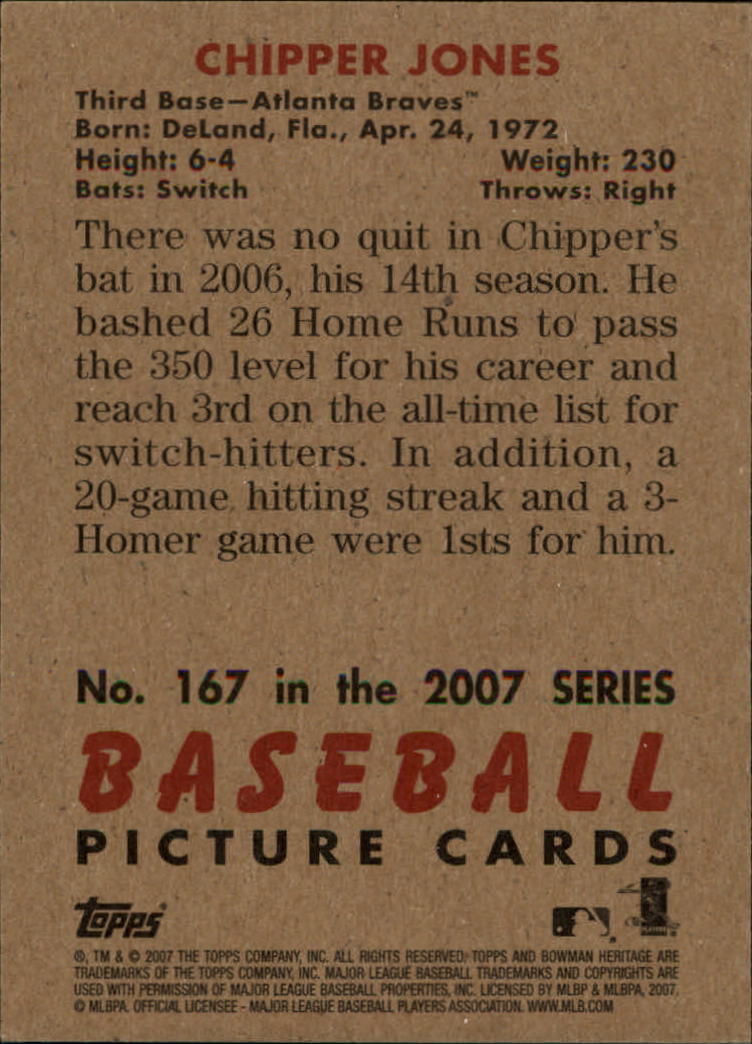 CHIPPER JONES
Third Base—Atlanta Braves™
Born: DeLand, Fla., Apr. 24, 1972
Height: 6-4 Weight: 230
Bats: Switch Throws: Right
There was no quit in Chipper's
bat in 2006, his 14th season. He
bashed 26 Home Runs to pass
the 350 level for his career and
reach 3rd on the all-time list for
switch-hitters. In addition, a
20-game hitting streak and a 3-
Homer game were 1sts for him.
No. 167 in the 2007 SERIES
BASEBALL
PICTURE CARDS
Topps
®, TM & © 2007 THE TOPPS COMPANY, INC. ALL RIGHTS RESERVED. TOPPS AND BOWMAN HERITAGE ARE
TRADEMARKS OF THE TOPPS COMPANY, INC. MAJOR LEAGUE BASEBALL TRADEMARKS AND COPYRIGHTS ARE
USED WITH PERMISSION OF MAJOR LEAGUE BASEBALL PROPERTIES, INC. LICENSED BY MLBP & MLBPA, 2007.
© MLBPA. OFFICIAL LICENSEE - MAJOR LEAGUE BASEBALL PLAYERS ASSOCIATION. WWW.MLB.COM